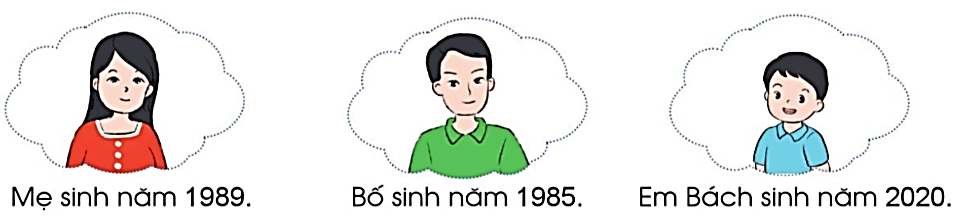 Mẹ sinh năm 1989.
Bố sinh năm 1985.
Em Bách sinh năm 2020.